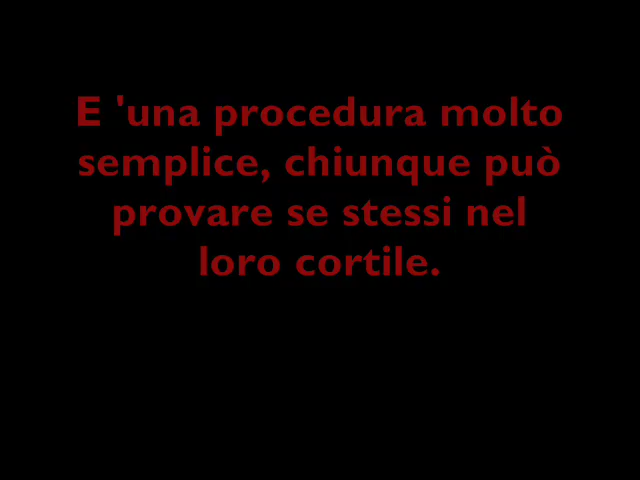 E 'una procedura molto
semplice, chiunque può
provare se stessi nel
loro cortile.